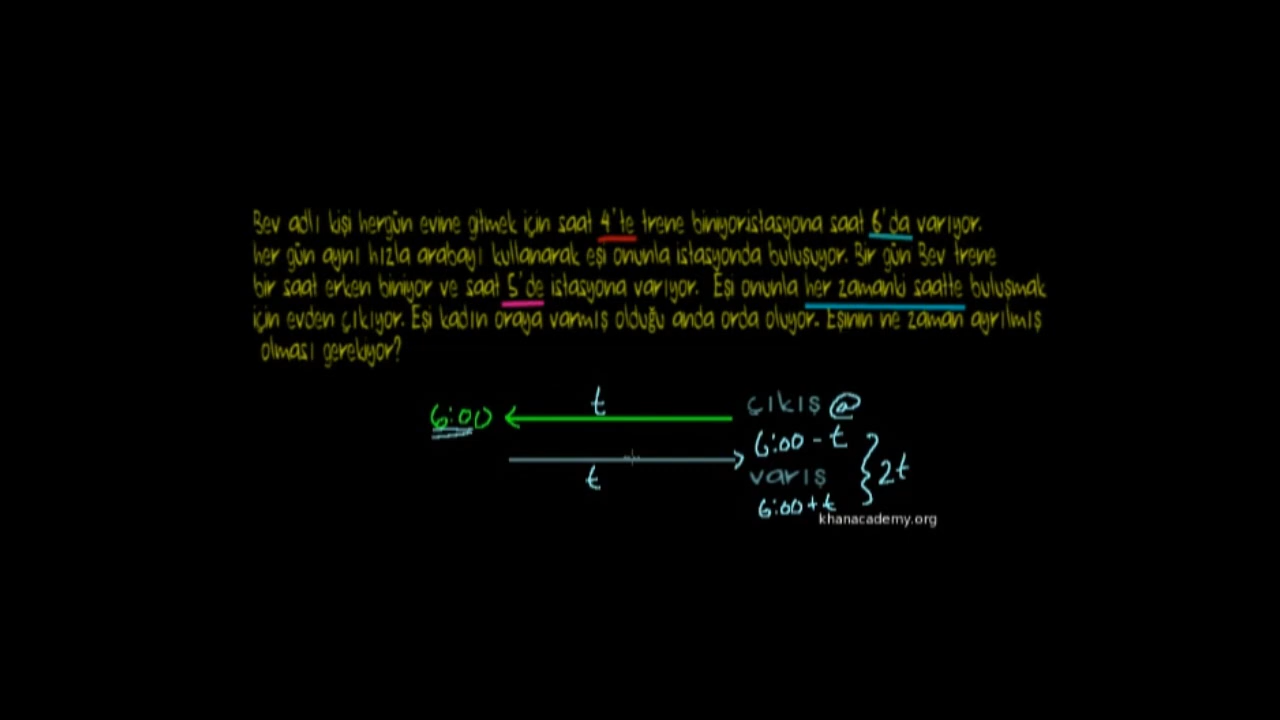 Bev adlı kişi hergün evine gitmek için saat 4'te trene biniyor.istasyona saat 6'da varıyor.
her gün aynı hızla arabayı kullanarak eşi onunla istasyonda buluşuyor. Bir gün Bev trene
bir saat erken biniyor ve saat 5'de istasyona varıyor. Eşi onunla her zamanki saatte buluşmak
için evden çıkıyor. Eşi kadın oraya varmış olduğu anda orda oluyor. Eşinin ne zaman ayrılmış
olması gerekiyor?
6:00 t çıkış @
6:00 - t
t varış 2t
6:00+t
khanacademy.org